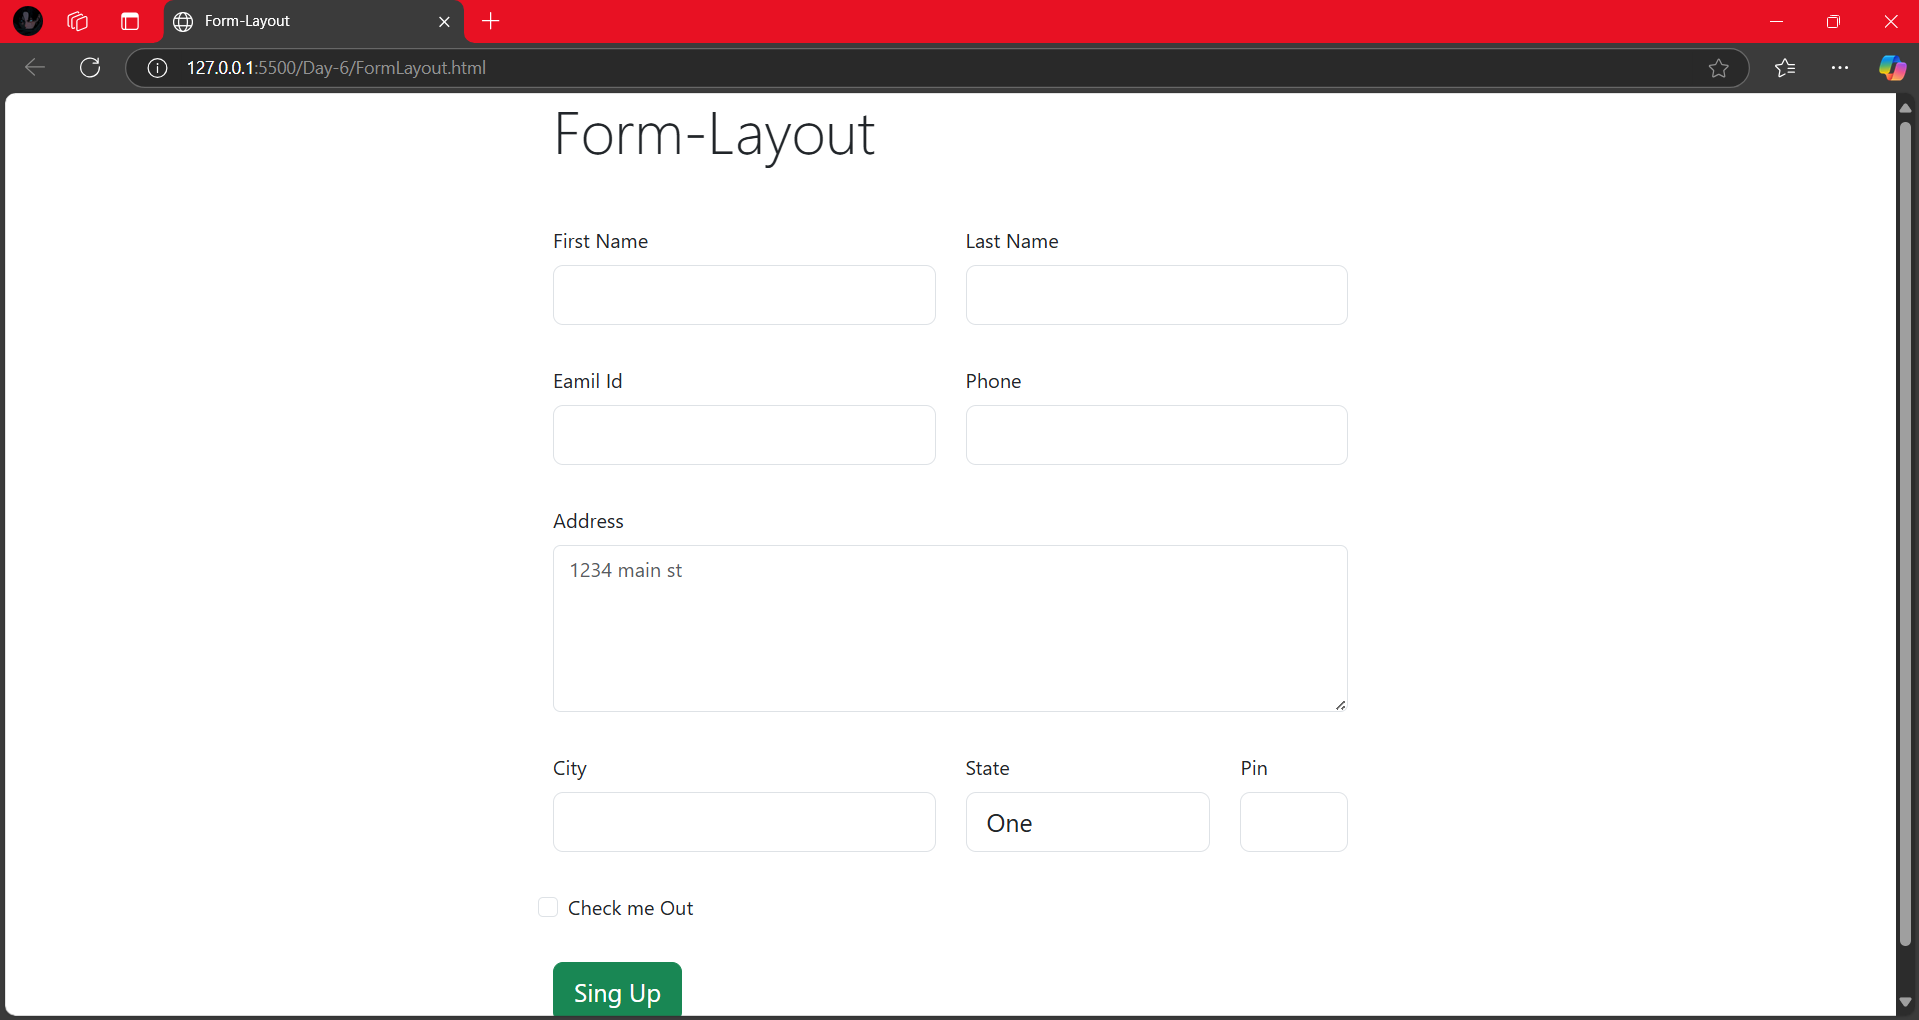 Form-Layout
127.0.0.1:5500/Day-6/FormLayout.html
Form-Layout
First Name Last Name
Eamil Id Phone
Address
1234 main st
City State Pin
One
Check me Out
Sing Up